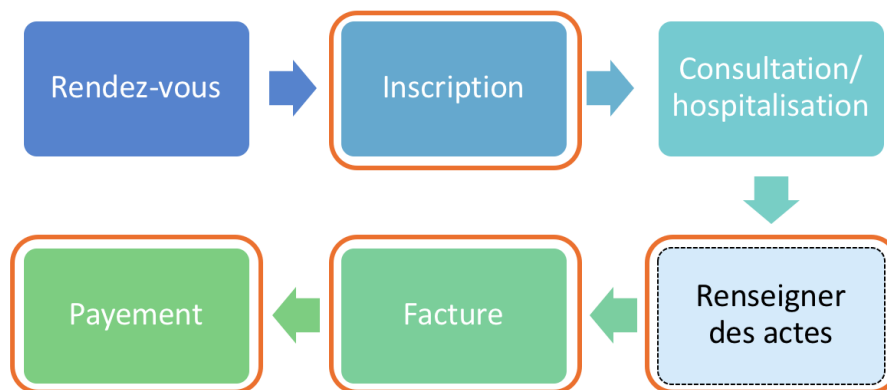 Rendez-vous
Inscription
Consultation/
hospitalisation
Renseigner
des actes
Facture
Payement